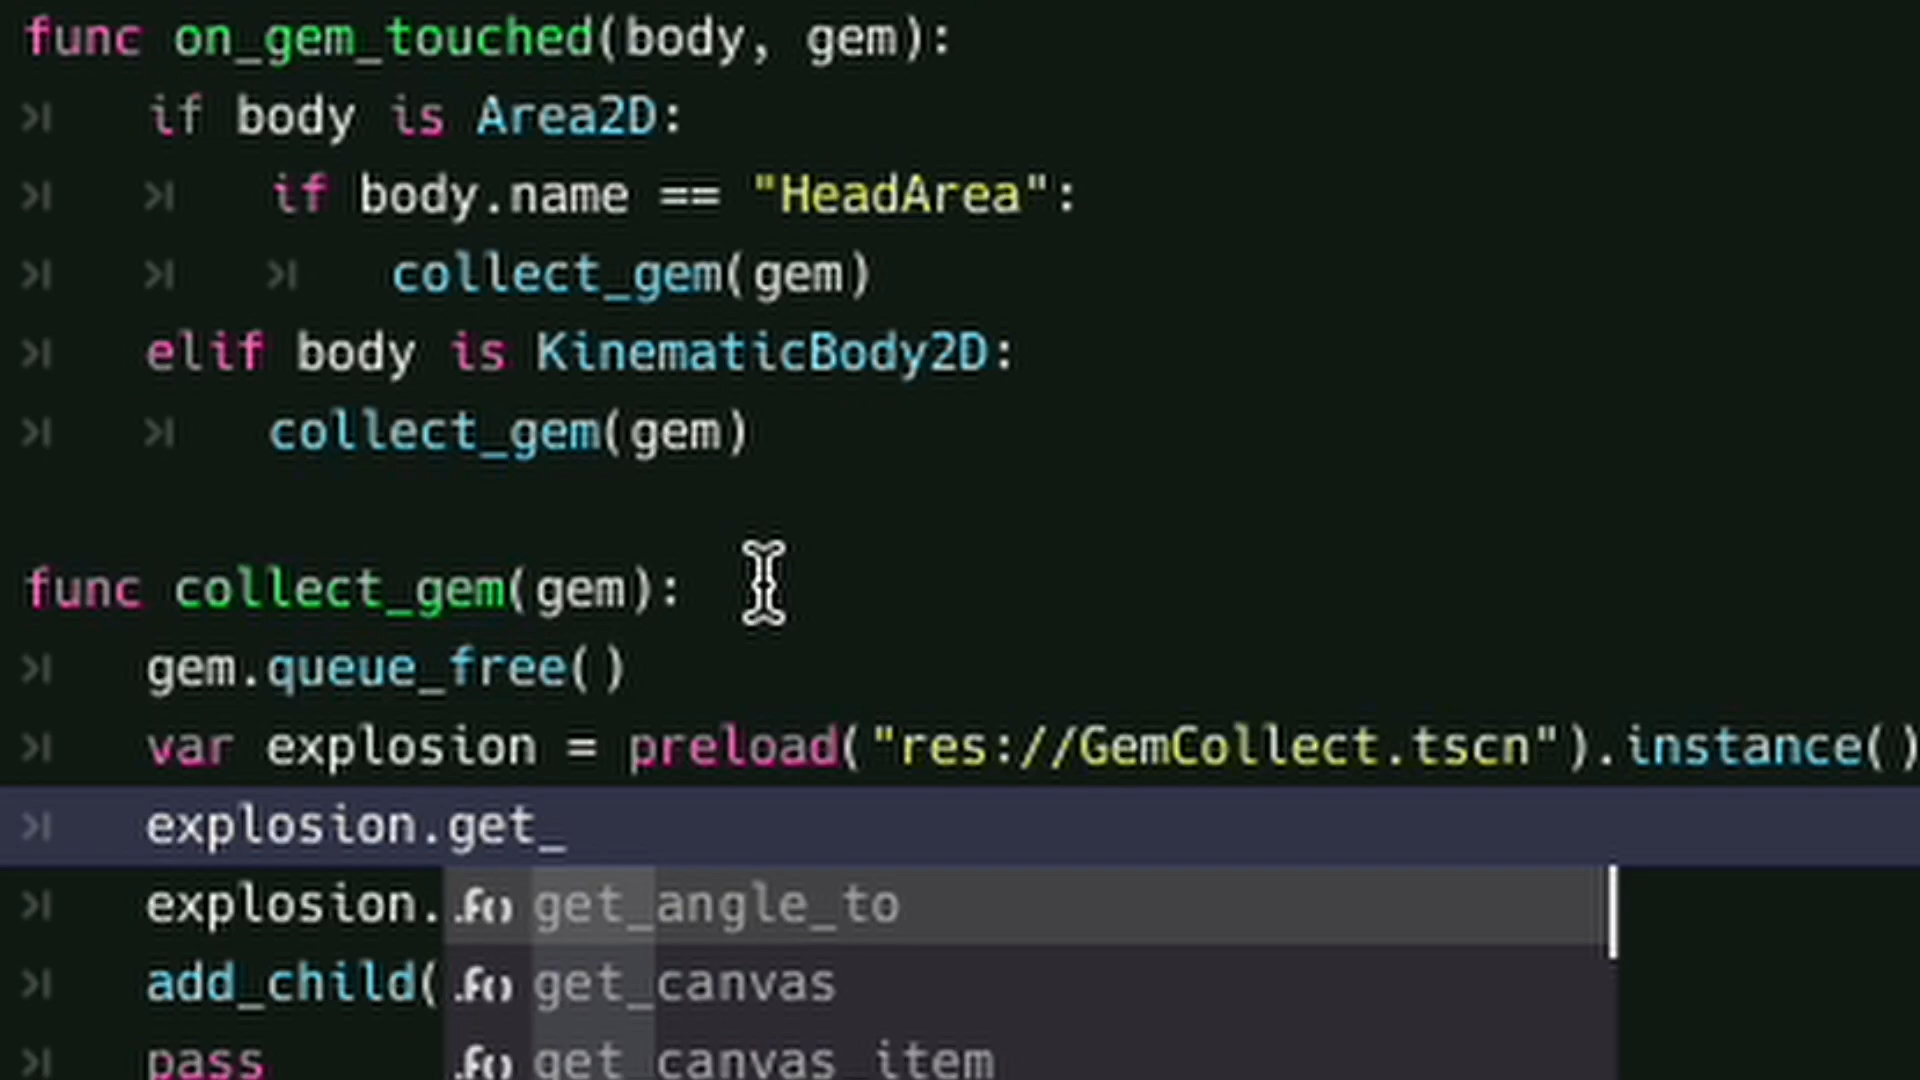 func on_gem_touched(body, gem):
if body is Area2D:
if body.name == "HeadArea":
collect_gem(gem)
elif body is KinematicBody2D:
collect_gem(gem)
func collect_gem(gem):
gem.queue_free()
var explosion = preload("res://GemCollect.tscn").instance()
explosion.get_
explosion. .f() get_angle_to
add_child( .f() get_canvas
pass .f() get_canvas_item